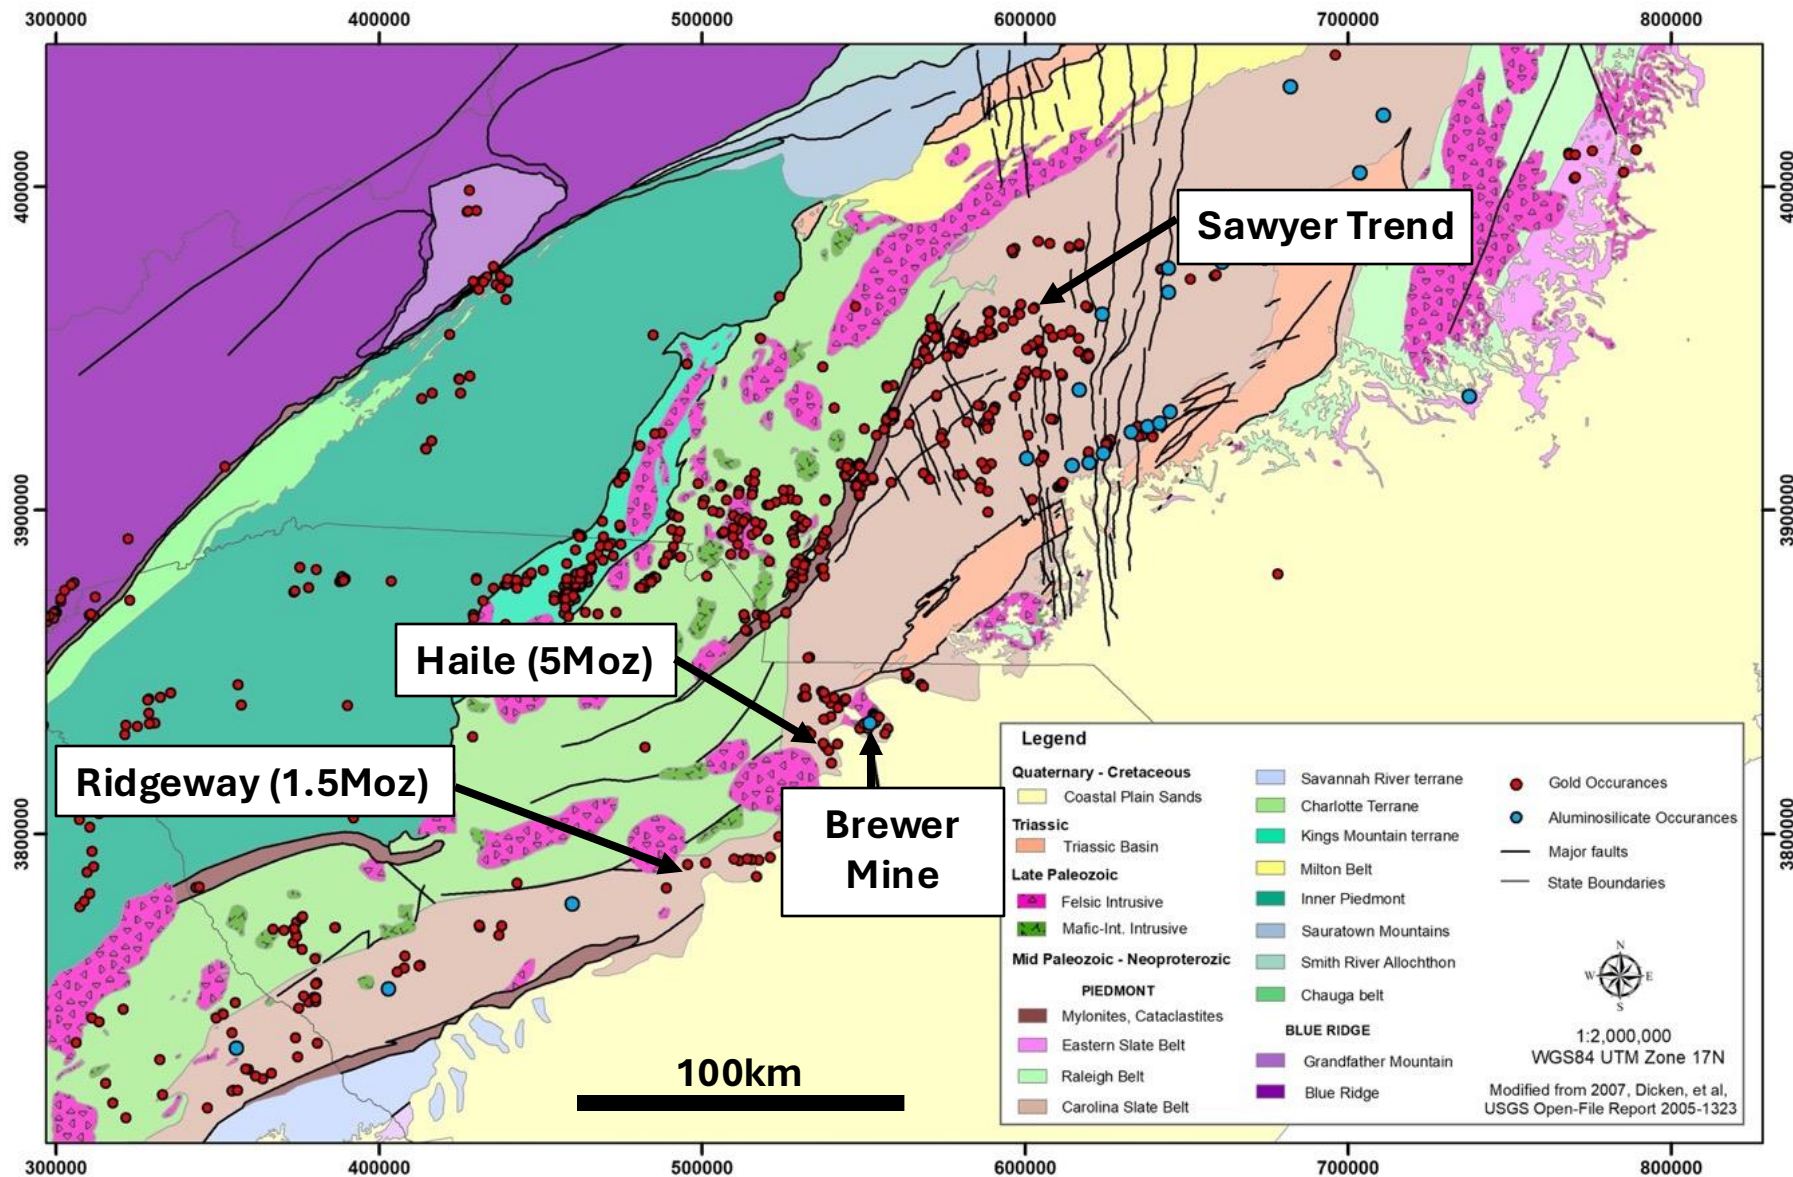 300000
400000
500000
600000
700000
800000
4000000
3900000
3800000
4000000
3900000
3800000
Sawyer Trend
Haile (5Moz)
Ridgeway (1.5Moz)
Brewer
Mine
100km
Legend
Quaternary - Cretaceous
Coastal Plain Sands
Triassic
Triassic Basin
Late Paleozoic
Felsic Intrusive
Mafic-Int. Intrusive
Mid Paleozoic - Neoproterozic
PIEDMONT
Mylonites, Cataclastites
Eastern Slate Belt
Raleigh Belt
Carolina Slate Belt
Savannah River terrane
Charlotte Terrane
Kings Mountain terrane
Milton Belt
Inner Piedmont
Sauratown Mountains
Smith River Allochthon
Chauga belt
BLUE RIDGE
Grandfather Mountain
Blue Ridge
Gold Occurances
Aluminosilicate Occurances
Major faults
State Boundaries
N
W
E
S
1:2,000,000
WGS84 UTM Zone 17N
Modified from 2007, Dicken, et al,
USGS Open-File Report 2005-1323
300000
400000
500000
600000
700000
800000